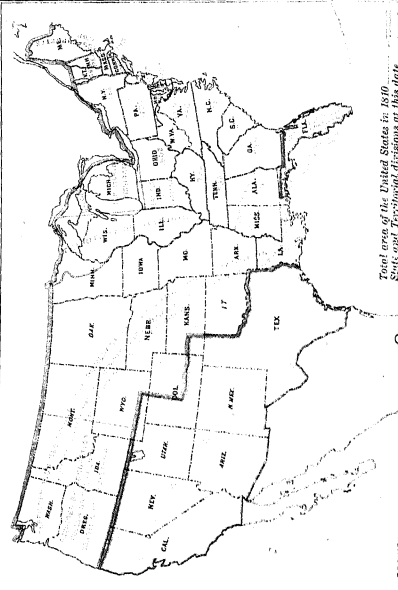 WASH.
OREG.
CAL.
NEV.
IDA.
MONT.
WYO.
UTAH.
ARIZ.
COL.
N.MEX.
DAK.
NEBR.
KANS.
I T
TEX.
MINN.
IOWA
MO.
ARK.
LA
WIS.
ILL.
MICH.
IND.
OHIO
KY.
TENN.
MISS.
ALA.
GA.
FLA.
S.C.
N.C.
VA.
W.VA.
PA.
N.Y.
ME.
Total area of the United States in 1810
State and Territorial divisions at this date